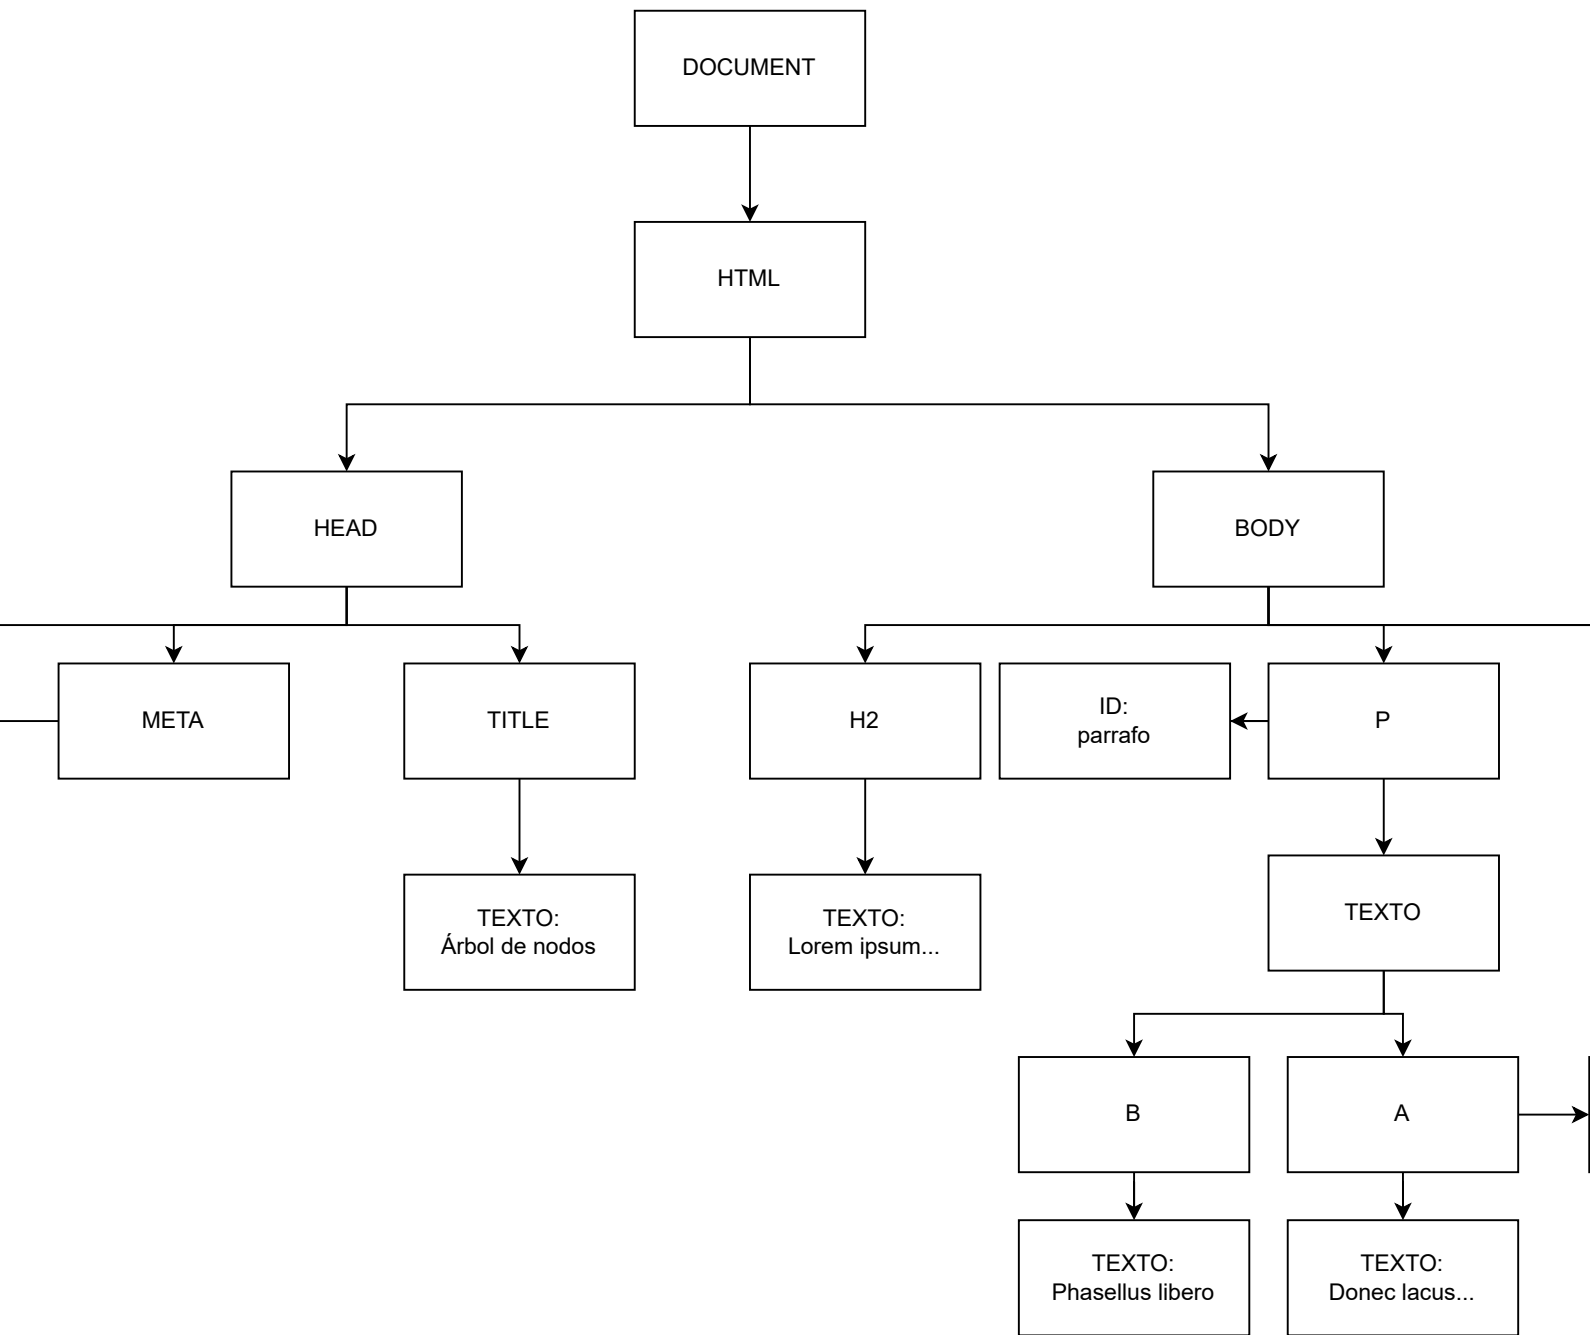 DOCUMENT
HTML
HEAD
BODY
META
TITLE
H2
ID:
parrafo
P
TEXTO:
Árbol de nodos
TEXTO:
Lorem ipsum...
TEXTO
B
A
TEXTO:
Phasellus libero
TEXTO:
Donec lacus...